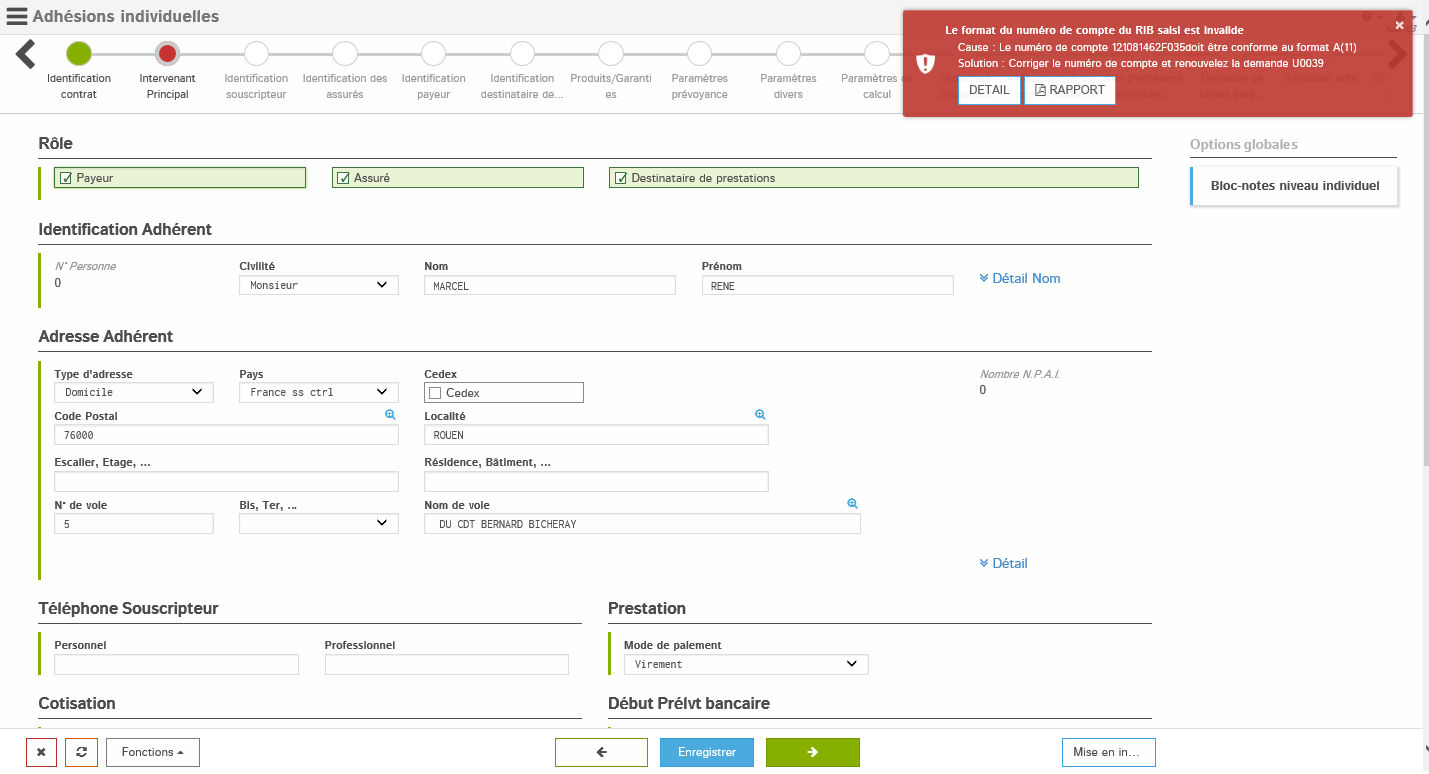 Adhésions individuelles
Le format du numéro de compte du RIB saisi est invalide
Cause : Le numéro de compte 121081462F035doit être conforme au format A(11)
Solution : Corriger le numéro de compte et renouvelez la demande U0039
DETAIL
RAPPORT
Identification
contrat
Intervenant
Principal
Identification
souscripteur
Identification des
assurés
Identification
payeur
Identification
destinataire de...
Produits/Garanti
es
Paramètres
prévoyance
Paramètres
divers
Paramètres de
calcul
Rôle
Payeur
Assuré
Destinataire de prestations
Options globales
Bloc-notes niveau individuel
Identification Adhérent
N° Personne
0
Civilité
Monsieur
Nom
MARCEL
Prénom
RENE
Détail Nom
Adresse Adhérent
Type d'adresse
Domicile
Pays
France ss ctrl
Cedex
Cedex
Nombre N.P.A.I.
0
Code Postal
76000
Localité
ROUEN
Escalier, Etage, ...
Résidence, Bâtiment, ...
N° de voie
5
Bis, Ter, ...
Nom de voie
DU CDT BERNARD BICHERAY
Détail
Téléphone Souscripteur
Personnel
Professionnel
Prestation
Mode de paiement
Virement
Cotisation
Début Prélvt bancaire
Fonctions
Enregistrer
Mise en in...